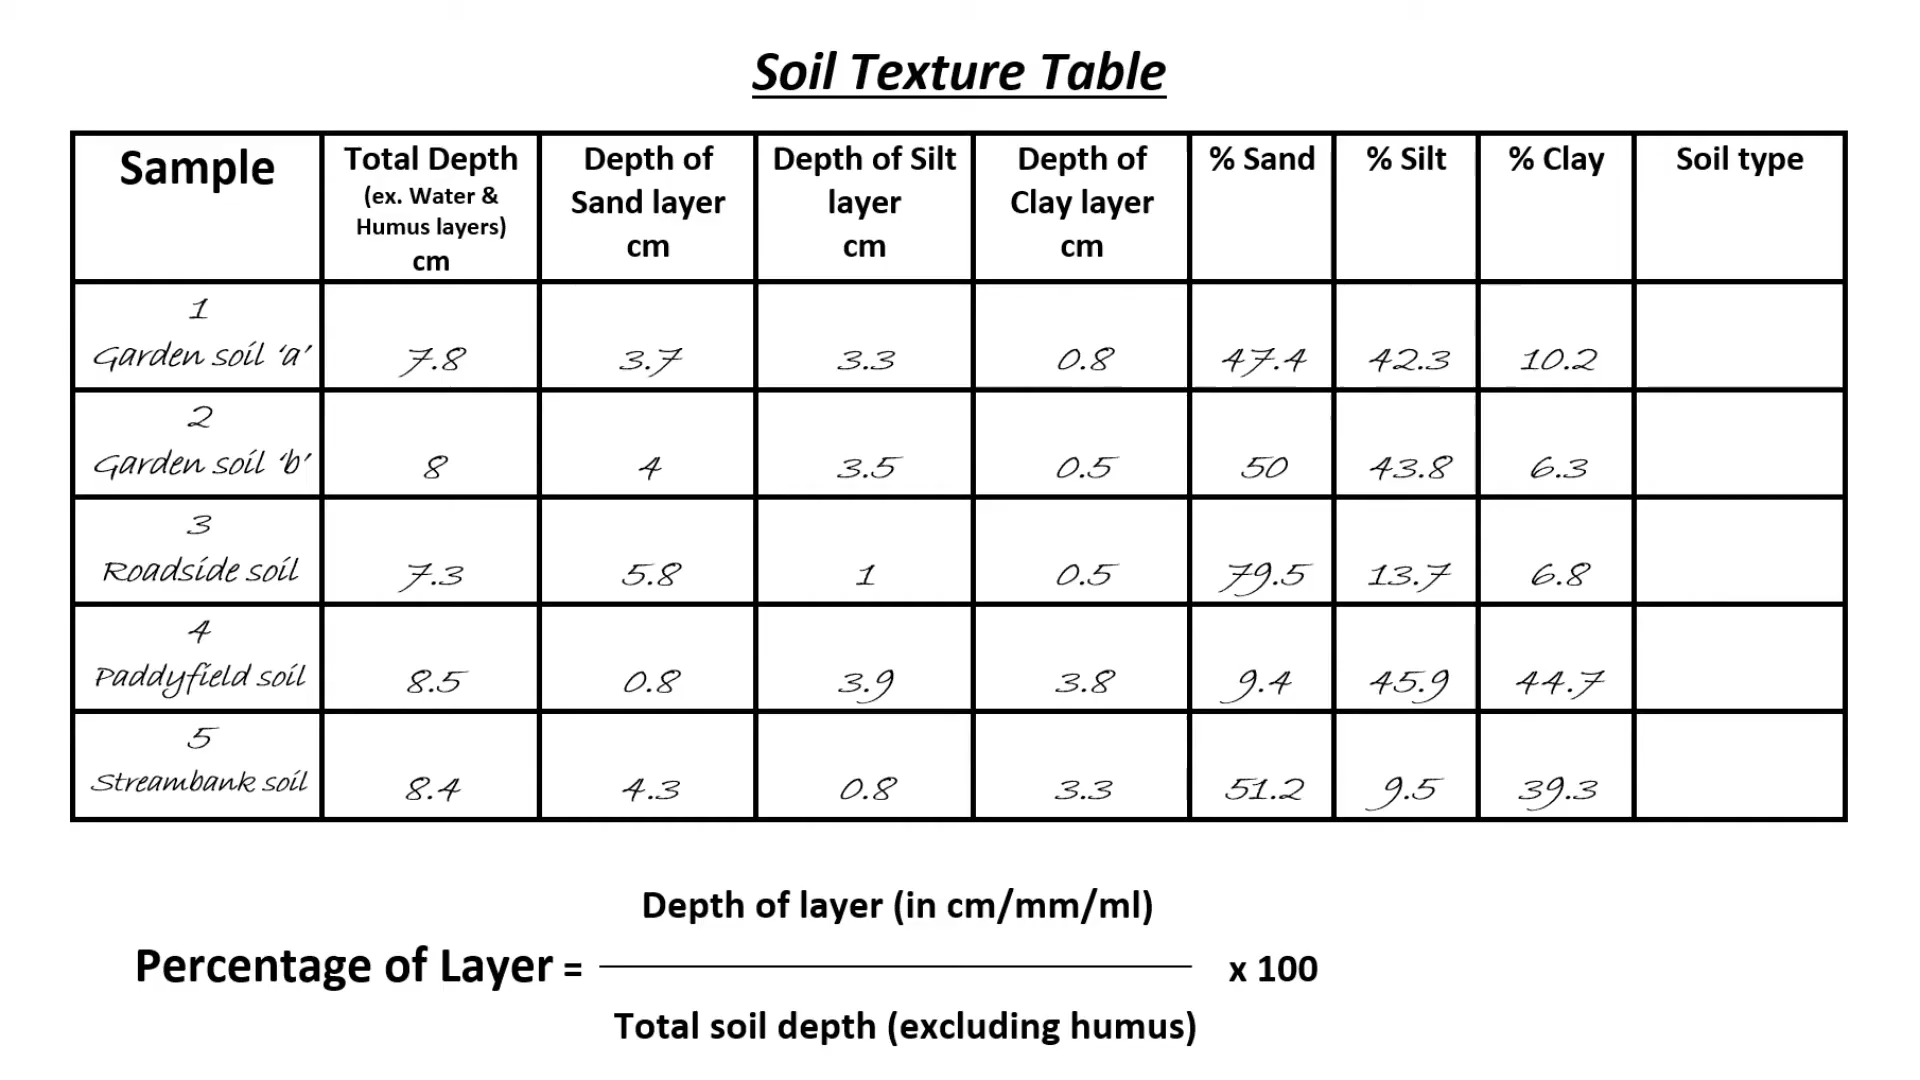 Soil Texture Table
Sample
Total Depth
(ex. Water &
Humus layers)
cm
Depth of
Sand layer
cm
Depth of Silt
layer
cm
Depth of
Clay layer
cm
% Sand
% Silt
% Clay
Soil type
1
Garden soil ‘a’ 7.8 3.7 3.3 0.8 47.4 42.3 10.2
2
Garden soil ‘b’ 8 4 3.5 0.5 50 43.8 6.3
3
Roadside soil 7.3 5.8 1 0.5 79.5 13.7 6.8
4
Paddyfield soil 8.5 0.8 3.9 3.8 9.4 45.9 44.7
5
Streambank soil 8.4 4.3 0.8 3.3 51.2 9.5 39.3
Depth of layer (in cm/mm/ml)
Percentage of Layer = x 100
Total soil depth (excluding humus)